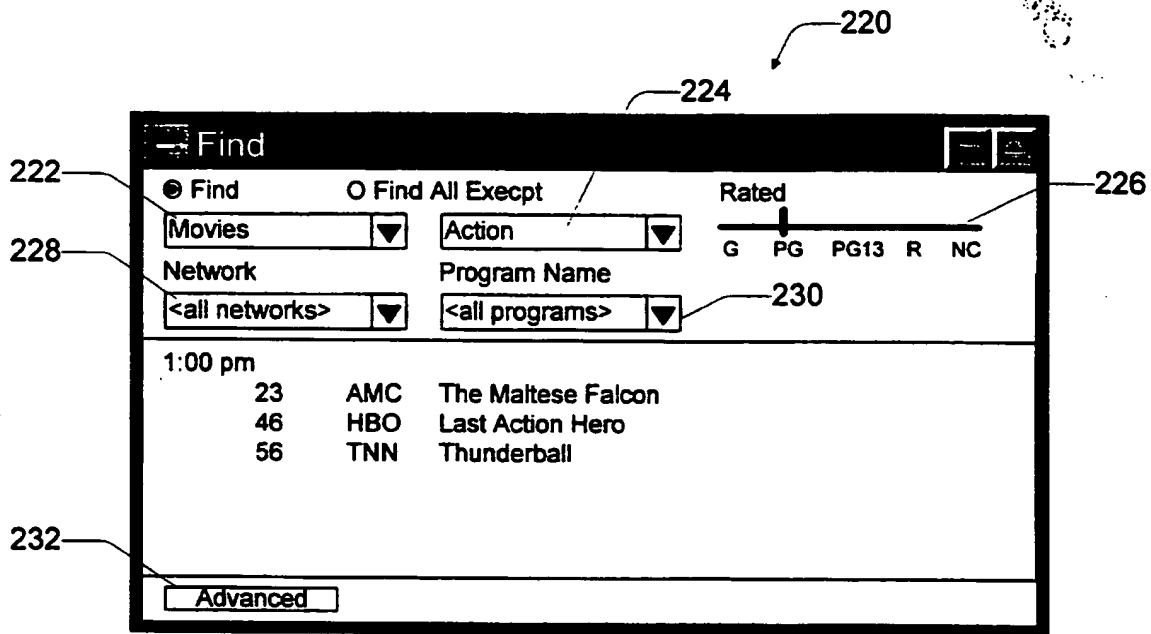 220
224
Find
222
Find Find All Execpt Rated
226
Movies Action
G PG PG13 R NC
228
Network Program Name
230
<all networks> <all programs>
1:00 pm
23 AMC The Maltese Falcon
46 HBO Last Action Hero
56 TNN Thunderball
232
Advanced